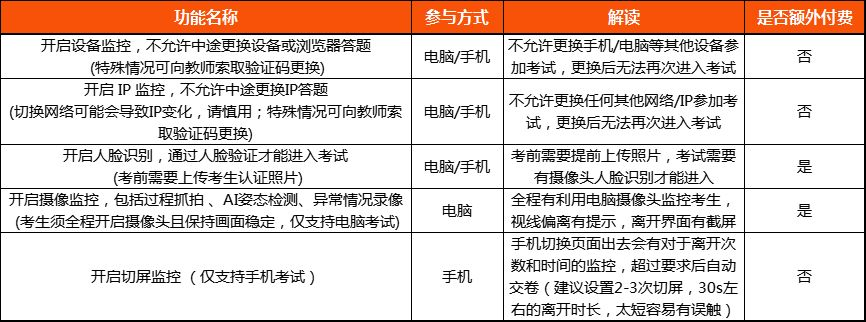 功能名称
参与方式
解读
是否额外付费
开启设备监控，不允许中途更换设备或浏览器答题
(特殊情况可向教师索取验证码更换)
电脑/手机
不允许更换手机/电脑等其他设备参
加考试，更换后无法再次进入考试
否
开启 IP 监控，不允许中途更换IP答题
(切换网络可能会导致IP变化，请慎用；特殊情况可向教师索
取验证码更换)
电脑/手机
不允许更换任何其他网络/IP参加考
试，更换后无法再次进入考试
否
开启人脸识别，通过人脸验证才能进入考试
(考前需要上传考生认证照片)
电脑/手机
考前需要提前上传照片，考试需要
有摄像头人脸识别才能进入
是
开启摄像监控，包括过程抓拍 、AI姿态检测、异常情况录像
(考生须全程开启摄像头且保持画面稳定，仅支持电脑考试)
电脑
全程有利用电脑摄像头监控考生，
视线偏离有提示，离开界面有截屏
是
开启切屏监控 （仅支持手机考试）
手机
手机切换页面出去会有对于离开次
数和时间的监控，超过要求后自动
交卷（建议设置2-3次切屏，30s左
右的离开时长，太短容易有误触）
否